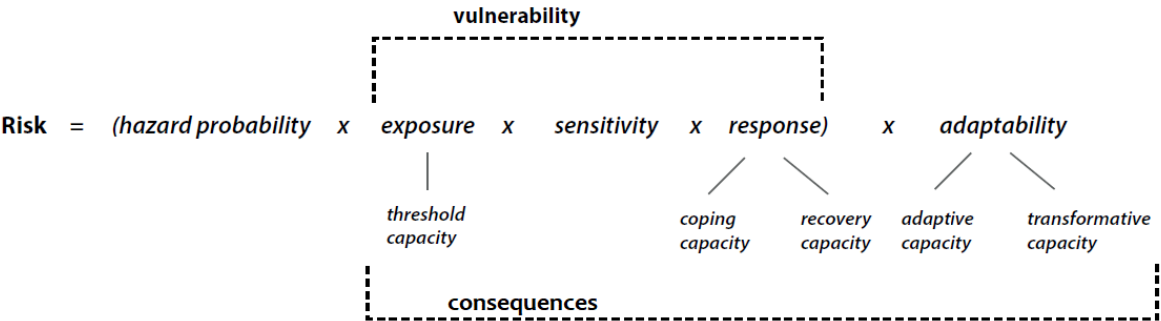 vulnerability
Risk = (hazard probability x exposure x sensitivity x response) x adaptability
threshold capacity
coping capacity
recovery capacity
adaptive capacity
transformative capacity
consequences